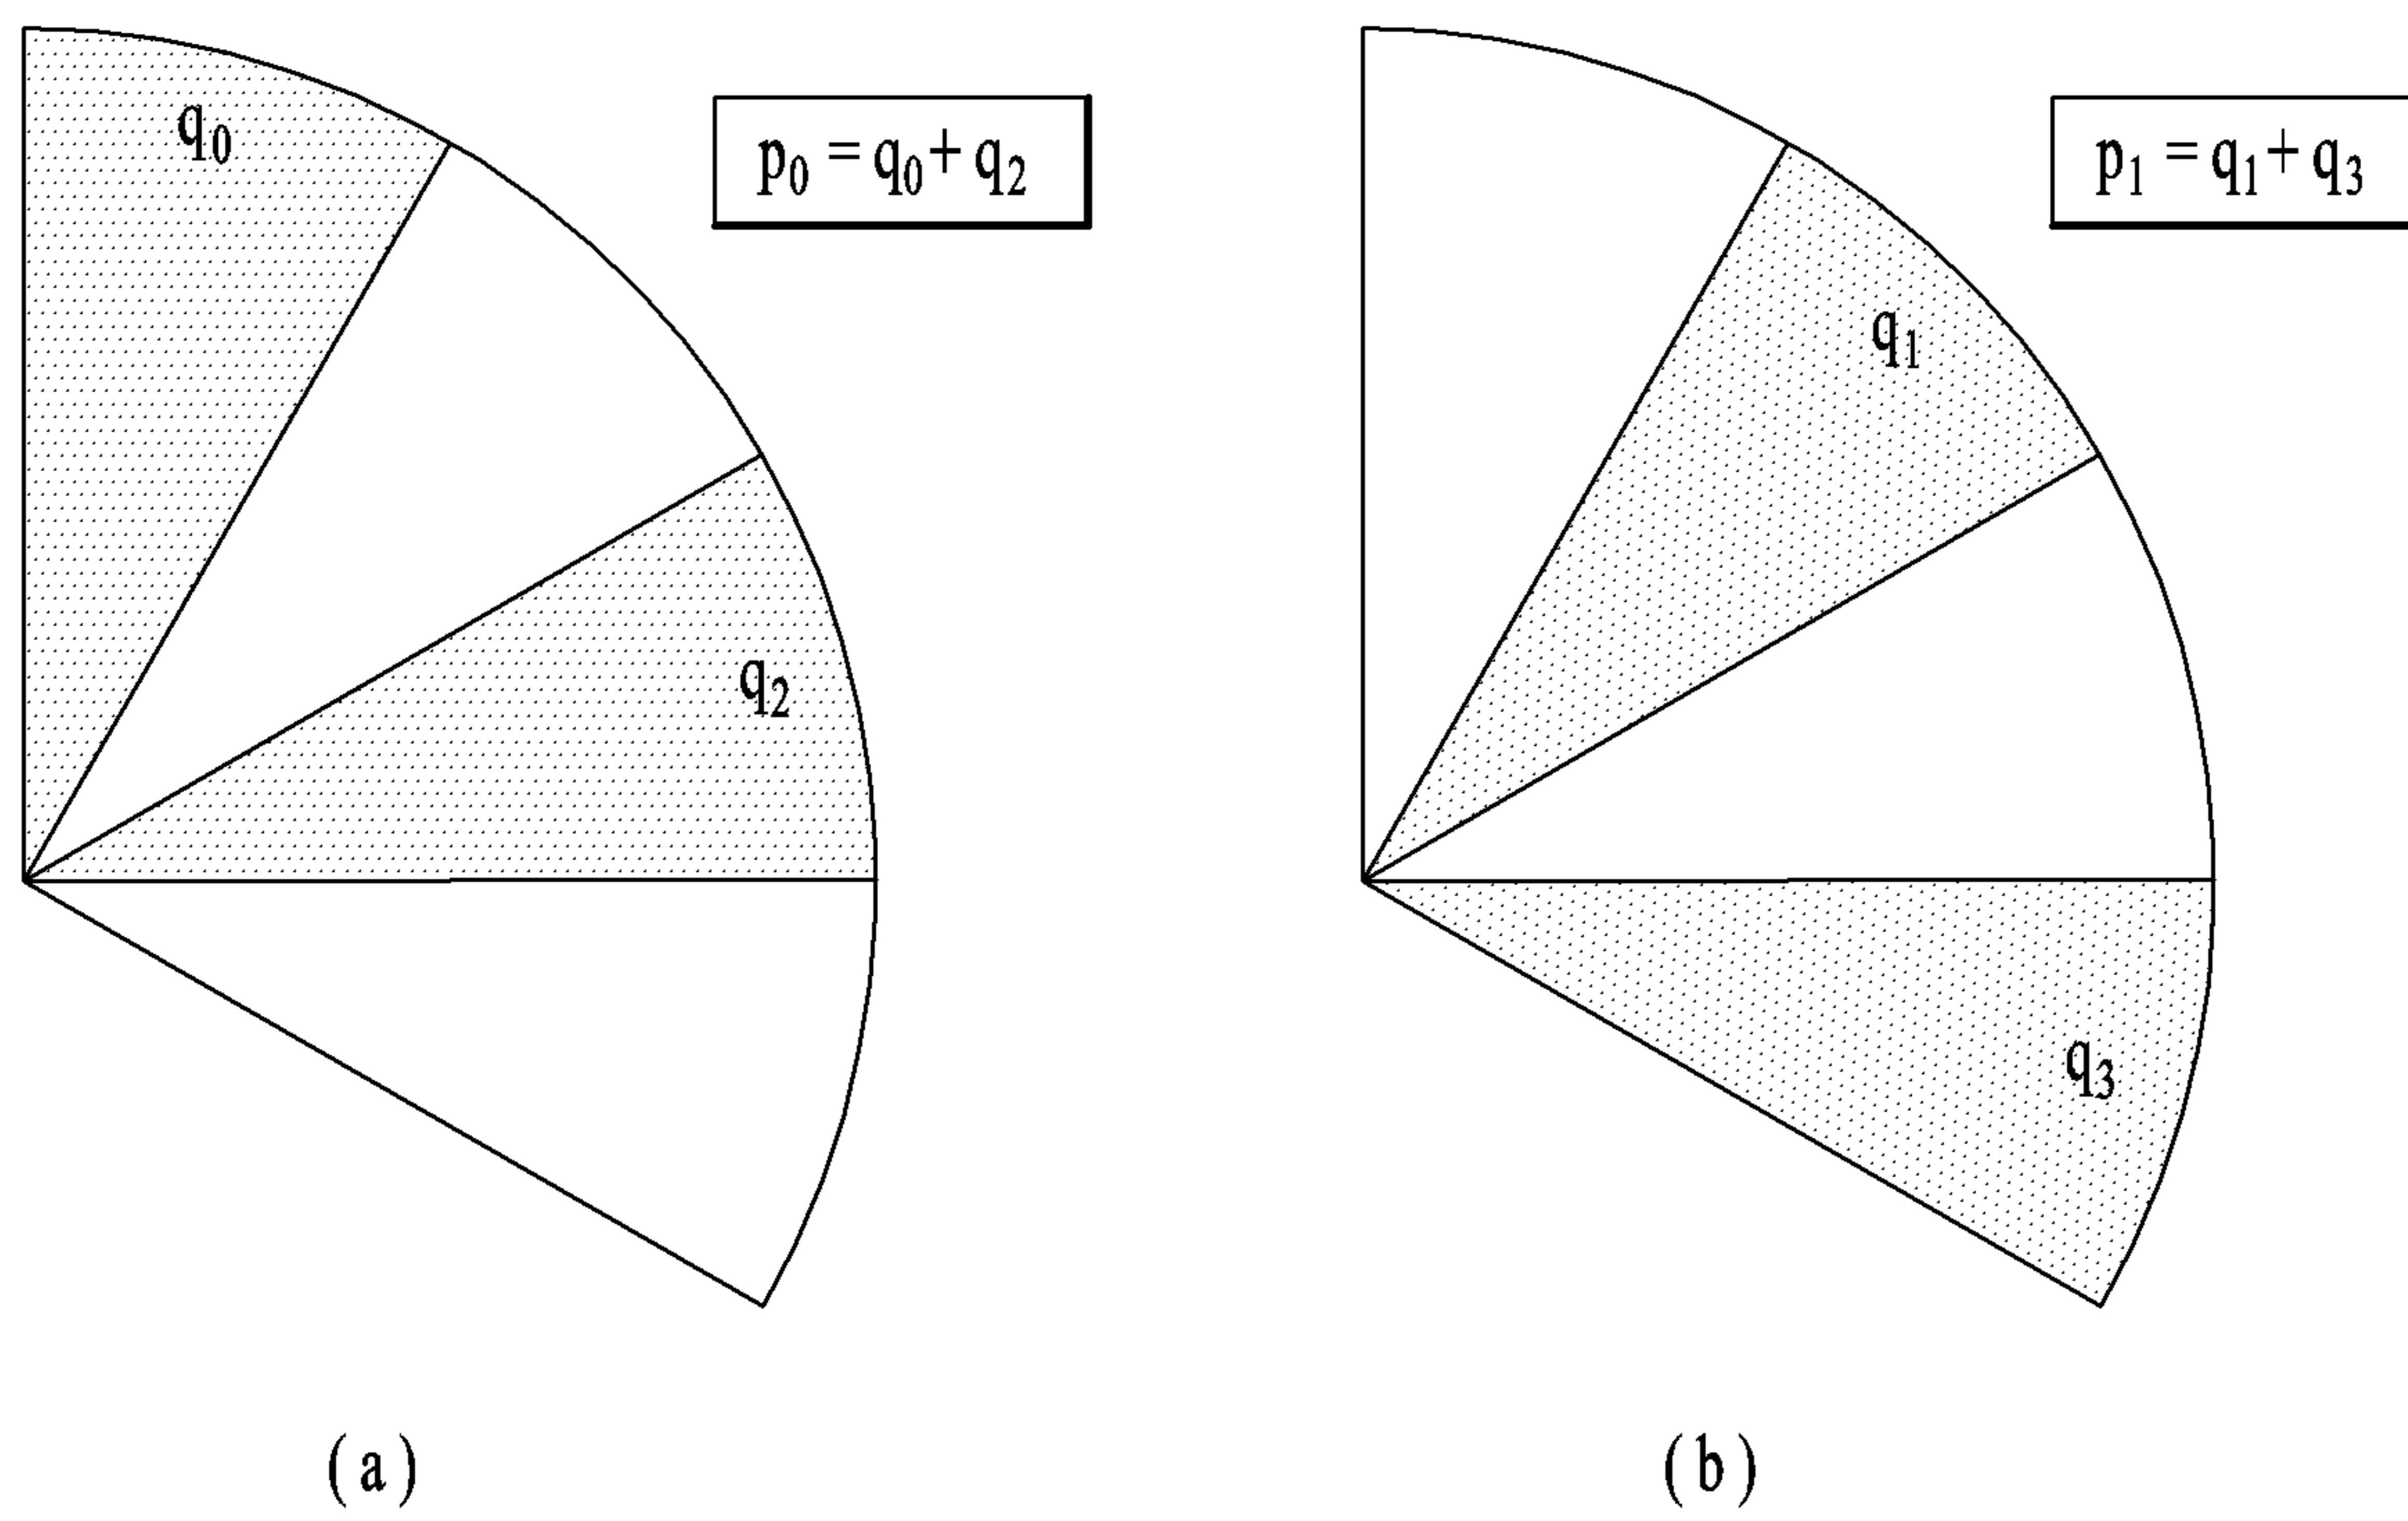 q₀
p₀ = q₀ + q₂
q₂
(a)
p₁ = q₁ + q₃
q₁
q₃
(b)